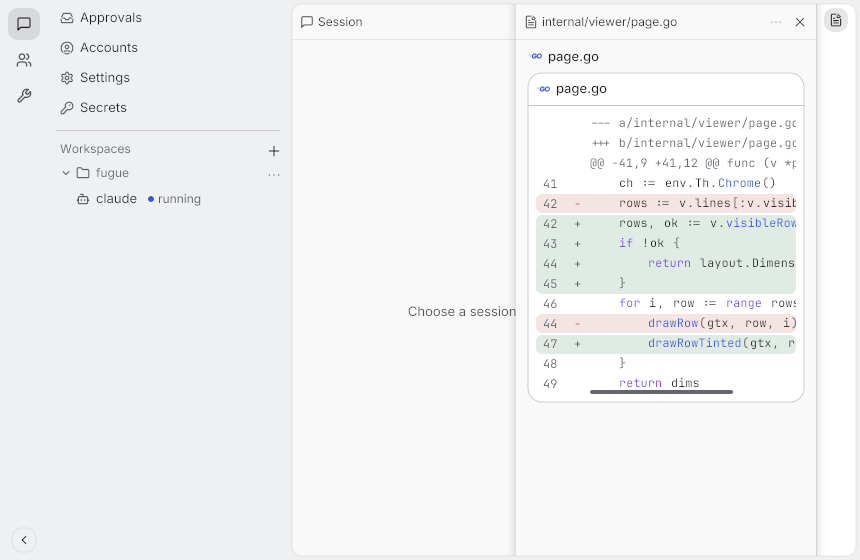 Approvals
Accounts
Settings
Secrets
Workspaces
fugue
claude running
Session
Choose a session
internal/viewer/page.go
GO page.go
GO page.go
--- a/internal/viewer/page.go
+++ b/internal/viewer/page.go
@@ -41,9 +41,12 @@ func (v *p
41 ch := env.Th.Chrome()
42 - rows := v.lines[:v.visib
42 + rows, ok := v.visibleRow
43 + if !ok {
44 + return layout.Dimens
45 + }
46 for i, row := range rows
44 - drawRow(gtx, row, i)
47 + drawRowTinted(gtx, r
48 }
49 return dims